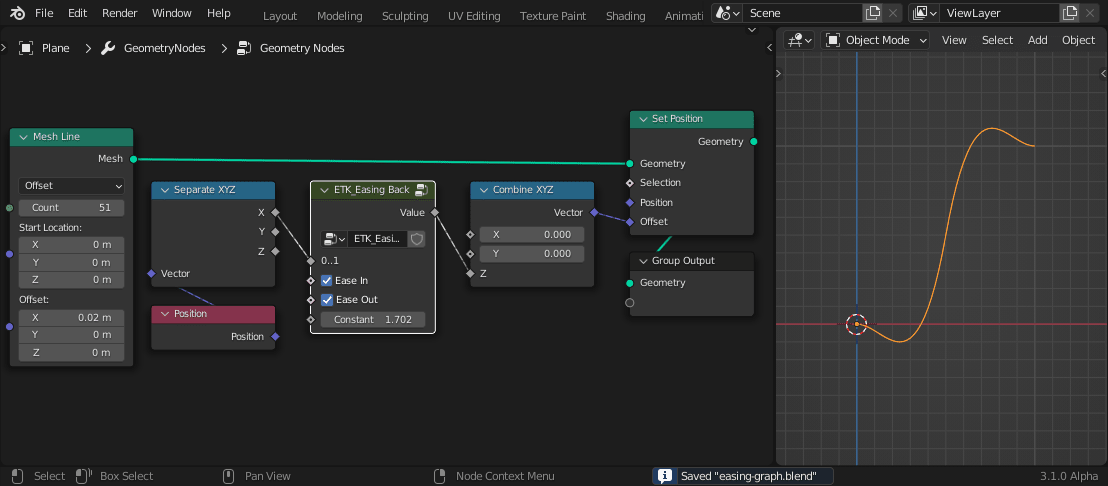 File Edit Render Window Help Layout Modeling Sculpting UV Editing Texture Paint Shading Animati Scene ViewLayer
Plane GeometryNodes Geometry Nodes
Object Mode View Select Add Object
Mesh Line
Mesh
Offset
Count 51
Start Location:
X 0 m
Y 0 m
Z 0 m
Offset:
X 0.02 m
Y 0 m
Z 0 m
Separate XYZ
X
Y
Z
Vector
Position
Position
ETK_Easing Back
Value
ETK_Easi...
0..1
Ease In
Ease Out
Constant 1.702
Combine XYZ
Vector
X 0.000
Y 0.000
Z
Set Position
Geometry
Geometry
Selection
Position
Offset
Group Output
Geometry
Select Box Select Pan View Node Context Menu Saved "easing-graph.blend" 3.1.0 Alpha